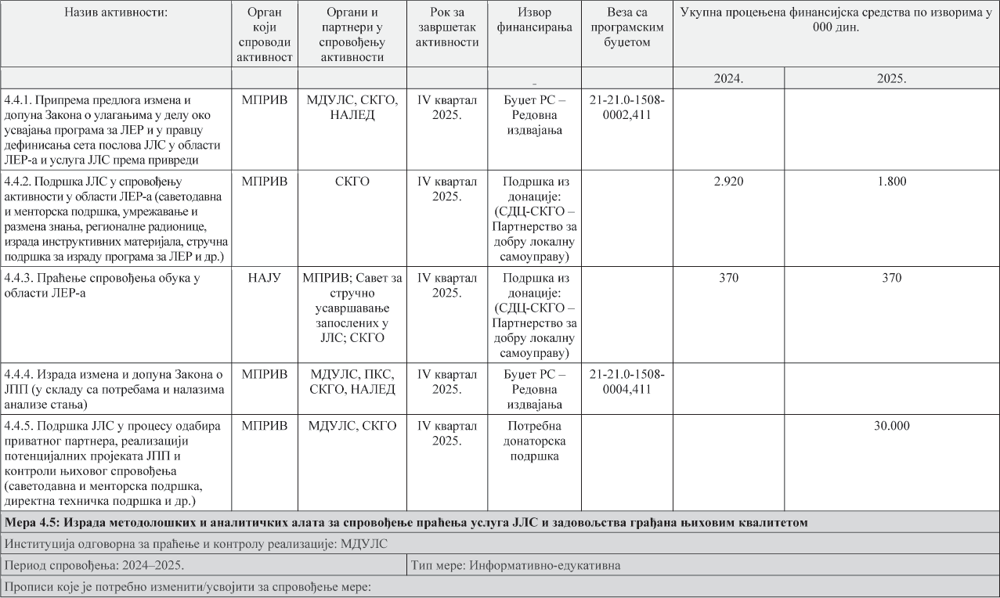 Назив активности:
Орган
који
спроводи
активност
Органи и
партнери у
спровођењу
активности
Рок за
завршетак
активности
Извор
финансирања
Веза са
програмским
буџетом
Укупна процењена финансијска средства по изворима у
000 дин.
2024.
2025.
4.4.1. Припрема предлога измена и
допуна Закона о улагањима у делу око
усвајања програма за ЛЕР и у правцу
дефинисања сета послова ЈЛС у области
ЛЕР-а и услуга ЈЛС према привреди
МПРИВ
МДУЛС, СКГО,
НАЛЕД
IV квартал
2025.
Буџет РС –
Редовна
издвајања
21-21.0-1508-
0002,411
4.4.2. Подршка ЈЛС у спровођењу
активности у области ЛЕР-а (саветодавна
и менторска подршка, умрежавање и
размена знања, регионалне радионице,
израда инструктивних материјала, стручна
подршка за израду програма за ЛЕР и др.)
МПРИВ
СКГО
IV квартал
2025.
Подршка из
донације:
(СДЦ-СКГО –
Партнерство за
добру локалну
самоуправу)
2.920
1.800
4.4.3. Праћење спровођења обука у
области ЛЕР-а
НАЈУ
МПРИВ; Савет за
стручно
усавршавање
запослених у
ЈЛС; СКГО
IV квартал
2025.
Подршка из
донације:
(СДЦ-СКГО –
Партнерство за
добру локалну
самоуправу)
370
370
4.4.4. Израда измена и допуна Закона о
ЈПП (у складу са потребама и налазима
анализе стања)
МПРИВ
МДУЛС, ПКС,
СКГО, НАЛЕД
IV квартал
2025.
Буџет РС –
Редовна
издвајања
21-21.0-1508-
0004,411
4.4.5. Подршка ЈЛС у процесу одабира
приватног партнера, реализацији
потенцијалних пројеката ЈПП и
контроли њиховог спровођења
(саветодавна и менторска подршка,
директна техничка подршка и др.)
МПРИВ
МДУЛС, СКГО
IV квартал
2025.
Потребна
донаторска
подршка
30.000
Мера 4.5: Израда методолошких и аналитичких алата за спровођење праћења услуга ЈЛС и задовољства грађана њиховим квалитетом
Институција одговорна за праћење и контролу реализације: МДУЛС
Период спровођења: 2024–2025.
Тип мере: Информативно-едукативна
Прописи које је потребно изменити/усвојити за спровођење мере: